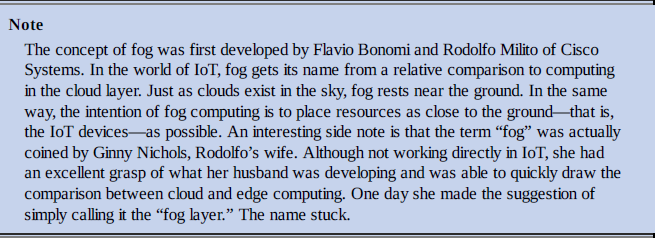 Note
The concept of fog was first developed by Flavio Bonomi and Rodolfo Milito of Cisco
Systems. In the world of IoT, fog gets its name from a relative comparison to computing
in the cloud layer. Just as clouds exist in the sky, fog rests near the ground. In the same
way, the intention of fog computing is to place resources as close to the ground—that is,
the IoT devices—as possible. An interesting side note is that the term “fog” was actually
coined by Ginny Nichols, Rodolfo’s wife. Although not working directly in IoT, she had
an excellent grasp of what her husband was developing and was able to quickly draw the
comparison between cloud and edge computing. One day she made the suggestion of
simply calling it the “fog layer.” The name stuck.